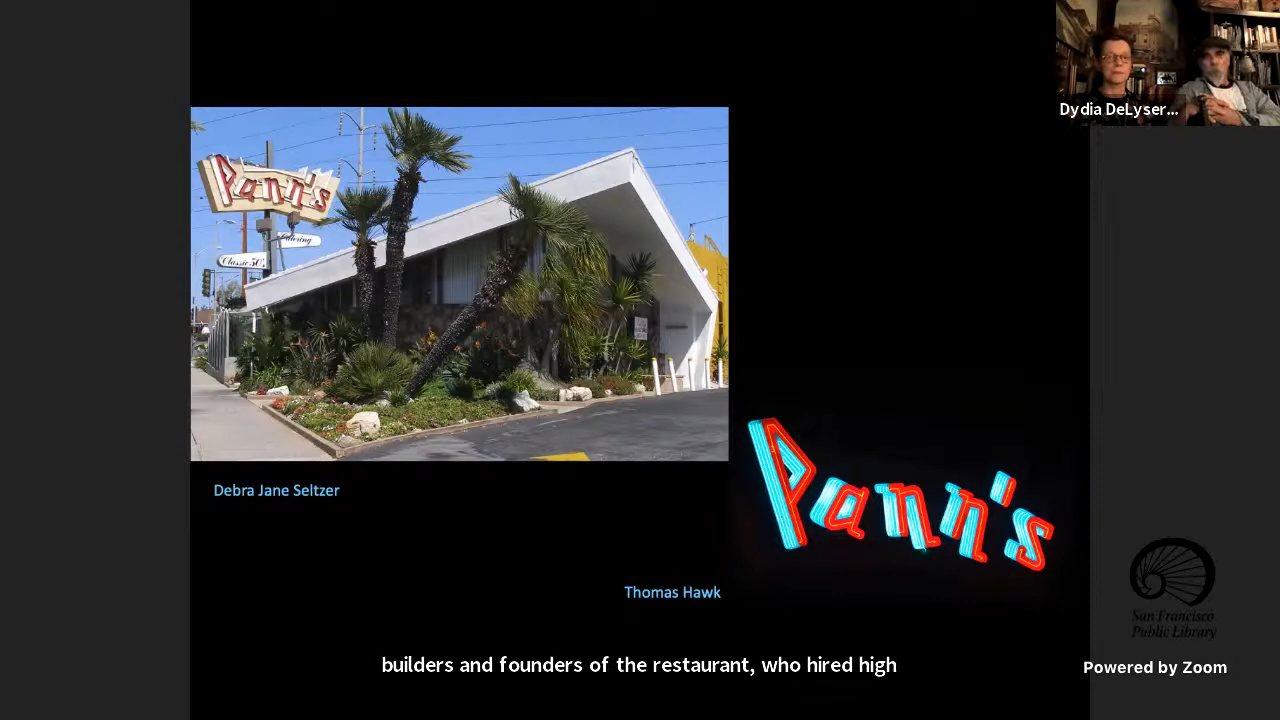 Dydia DeLyser...
Pann's
Catering
Classic 50's
Debra Jane Seltzer
Pann's
Thomas Hawk
San Francisco
Public Library
builders and founders of the restaurant, who hired high
Powered by Zoom